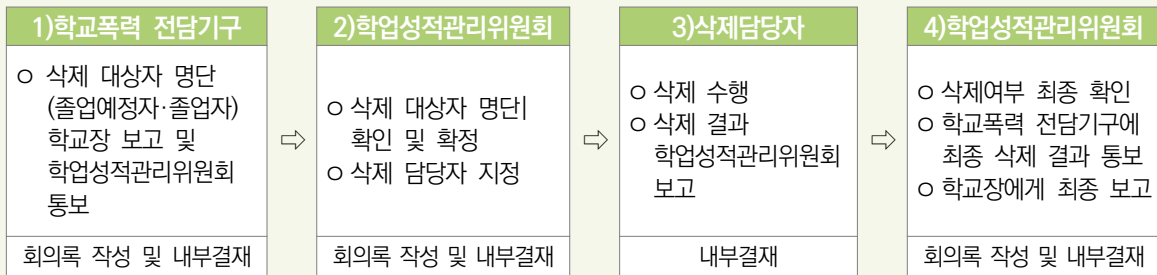 1)학교폭력 전담기구
ㅇ 삭제 대상자 명단
(졸업예정자·졸업자)
학교장 보고 및
학업성적관리위원회
통보
회의록 작성 및 내부결재
⇨
2)학업성적관리위원회
ㅇ 삭제 대상자 명단|
확인 및 확정
ㅇ 삭제 담당자 지정
회의록 작성 및 내부결재
⇨
3)삭제담당자
ㅇ 삭제 수행
ㅇ 삭제 결과
학업성적관리위원회
보고
내부결재
⇨
4)학업성적관리위원회
ㅇ 삭제여부 최종 확인
ㅇ 학교폭력 전담기구에
최종 삭제 결과 통보
ㅇ 학교장에게 최종 보고
회의록 작성 및 내부결재